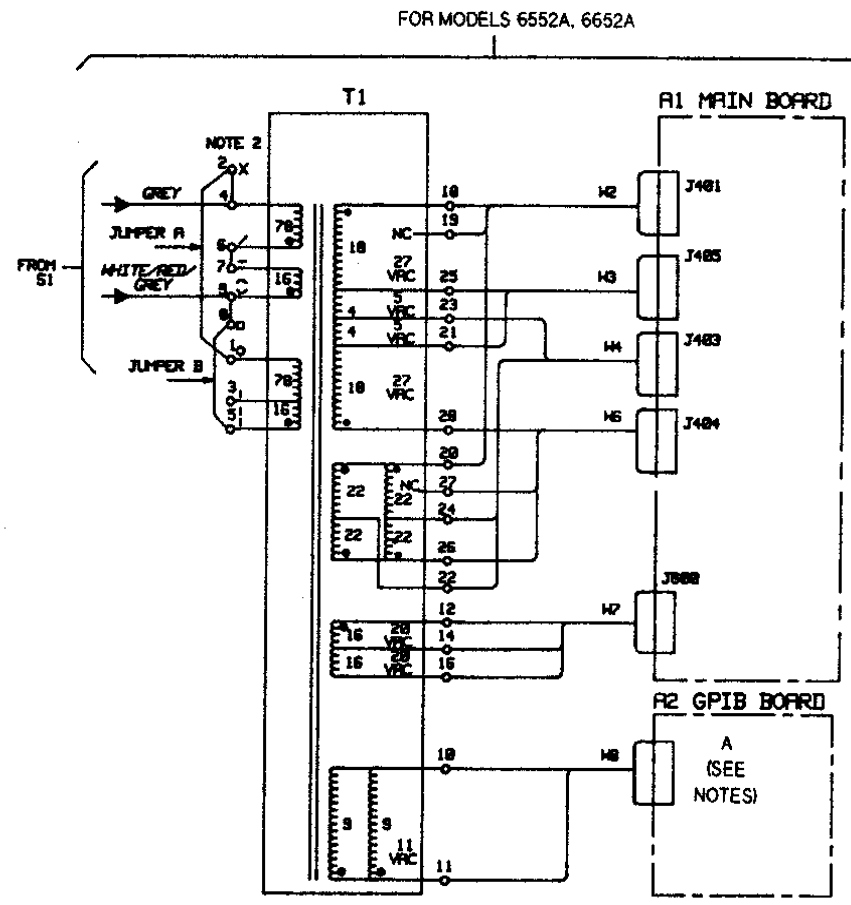 FOR MODELS 6552A, 6652A
T1
A1 MAIN BOARD
NOTE 2
2 X
GREY
4
JUMPER A
6
7
FROM
S1
WHITE/RED/
GREY
1
JUMPER B
3
5
78
16
78
16
18
27
VAC
5
VAC
4
4
5
VAC
18
27
VAC
18
NC
19
25
23
21
28
20
NC
27
22
22
24
22
22
26
22
12
16
20
VAC
14
16
20
VAC
16
10
9
9
11
VAC
11
W2
J401
W3
J405
W4
J403
W6
J404
W7
A2 GPIB BOARD
W8
A
(SEE
NOTES)